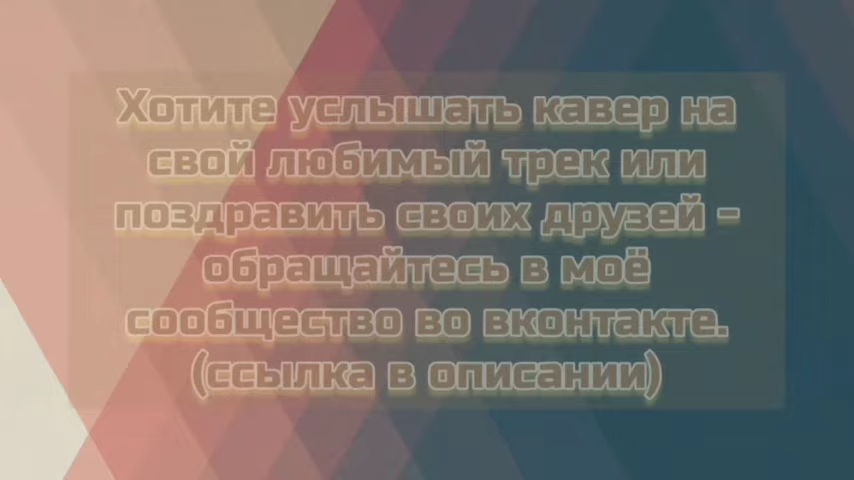 Хотите услышать кавер на
свой любимый трек или
поздравить своих друзей -
обращайтесь в моё
сообщество во вконтакте.
(ссылка в описании)